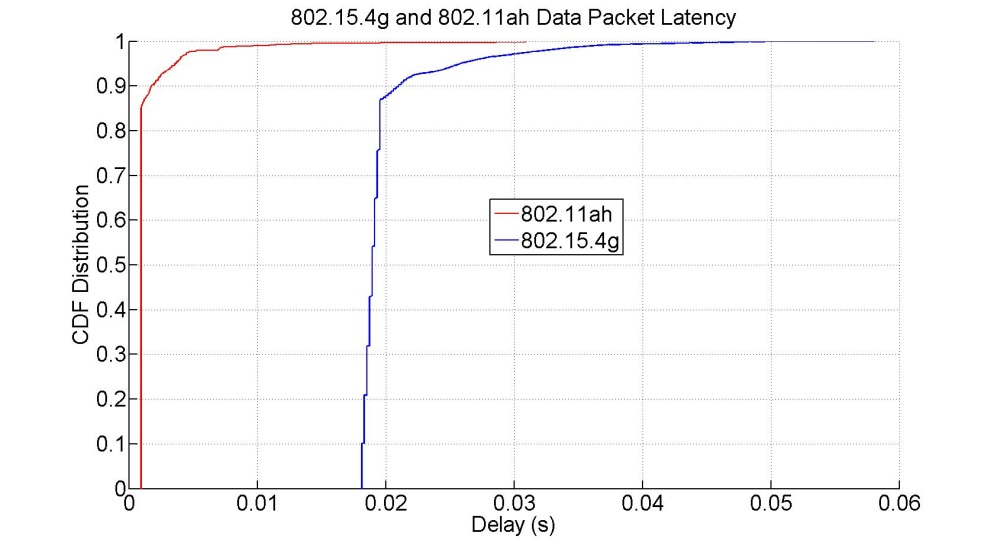 802.15.4g and 802.11ah Data Packet Latency
1
0.9
0.8
0.7
0.6
0.5
0.4
0.3
0.2
0.1
0
CDF Distribution
802.11ah
802.15.4g
0 0.01 0.02 0.03 0.04 0.05 0.06
Delay (s)